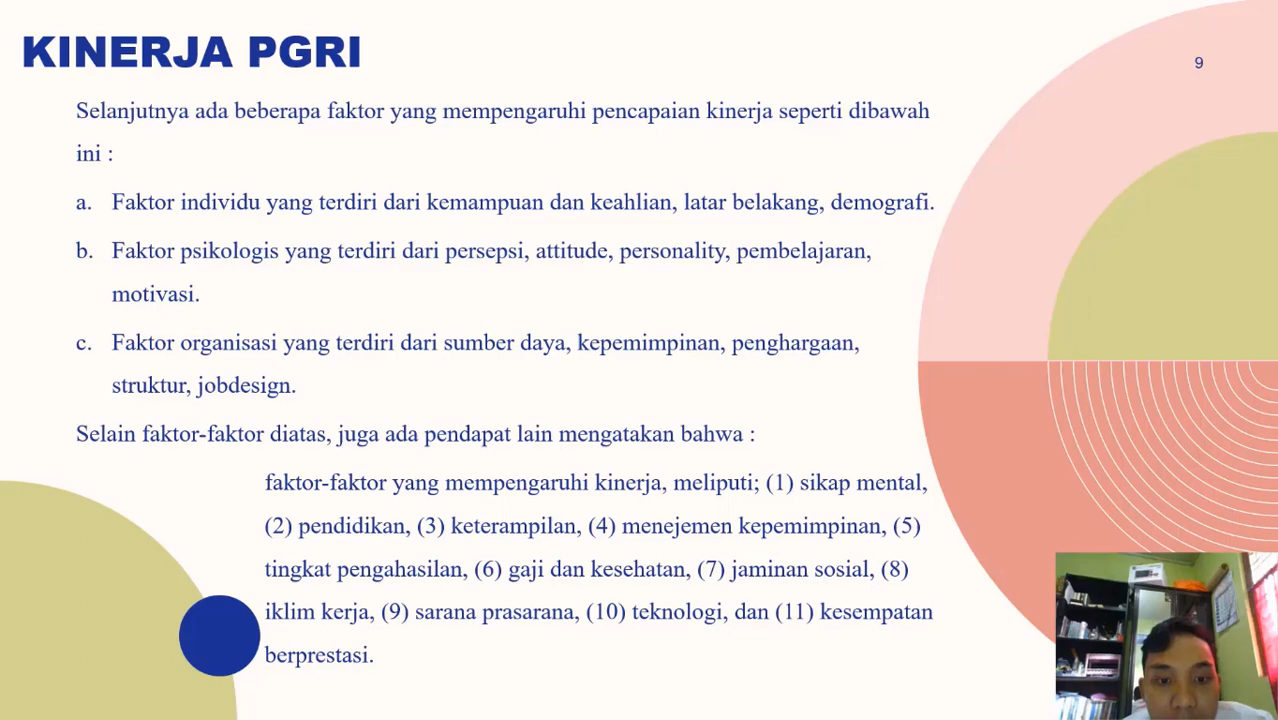 KINERJA PGRI
9
Selanjutnya ada beberapa faktor yang mempengaruhi pencapaian kinerja seperti dibawah
ini :
a. Faktor individu yang terdiri dari kemampuan dan keahlian, latar belakang, demografi.
b. Faktor psikologis yang terdiri dari persepsi, attitude, personality, pembelajaran,
motivasi.
c. Faktor organisasi yang terdiri dari sumber daya, kepemimpinan, penghargaan,
struktur, jobdesign.
Selain faktor-faktor diatas, juga ada pendapat lain mengatakan bahwa :
faktor-faktor yang mempengaruhi kinerja, meliputi; (1) sikap mental,
(2) pendidikan, (3) keterampilan, (4) menejemen kepemimpinan, (5)
tingkat pengahasilan, (6) gaji dan kesehatan, (7) jaminan sosial, (8)
iklim kerja, (9) sarana prasarana, (10) teknologi, dan (11) kesempatan
berprestasi.